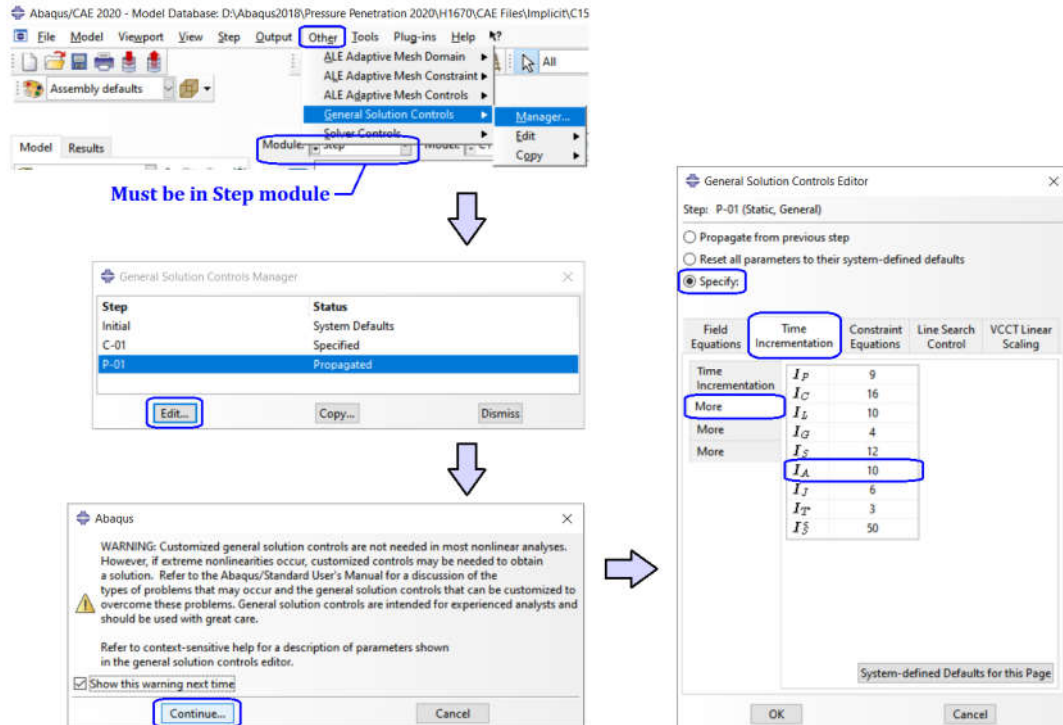 Abaqus/CAE 2020 - Model Database: D:\Abaqus2018\Pressure Penetration 2020\H1670\CAE Files\Implicit\C15
File Model Viewport View Step Output Other Tools Plug-ins Help
ALE Adaptive Mesh Domain
All
ALE Adaptive Mesh Constraint
Assembly defaults
ALE Adaptive Mesh Controls
General Solution Controls
Manager...
Solver Controls
Edit
Model Results
Module: Step Model:
Copy
Must be in Step module
General Solution Controls Manager
Step Status
Initial System Defaults
C-01 Specified
P-01 Propagated
Edit... Copy... Dismiss
Abaqus
WARNING: Customized general solution controls are not needed in most nonlinear analyses.
However, if extreme nonlinearities occur, customized controls may be needed to obtain
a solution. Refer to the Abaqus/Standard User's Manual for a discussion of the
types of problems that may occur and the general solution controls that can be customized to
overcome these problems. General solution controls are intended for experienced analysts and
should be used with great care.
Refer to context-sensitive help for a description of parameters shown
in the general solution controls editor.
Show this warning next time
Continue... Cancel
General Solution Controls Editor
Step: P-01 (Static, General)
Propagate from previous step
Reset all parameters to their system-defined defaults
Specify:
Field Equations
Time Incrementation
Constraint Equations
Line Search Control
VCCT Linear Scaling
Time Incrementation
More
More
More
I_P 9
I_C 16
I_L 10
I_G 4
I_S 12
I_A 10
I_J 6
I_T 3
I_S^c 50
System-defined Defaults for this Page
OK Cancel